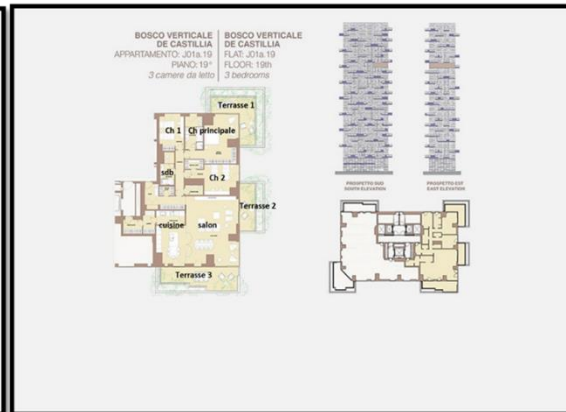 BOSCO VERTICALE
DE CASTILLIA
APPARTAMENTO: J01a.19
PIANO: 19°
3 camere da letto
BOSCO VERTICALE
DE CASTILLIA
FLAT: J01a.19
FLOOR: 19th
3 bedrooms
Terrasse 1
Ch 1
Ch principale
sdb
Ch 2
Terrasse 2
cuisine
salon
Terrasse 3
PROSPETTO SUD
SOUTH ELEVATION
PROSPETTO EST
EAST ELEVATION